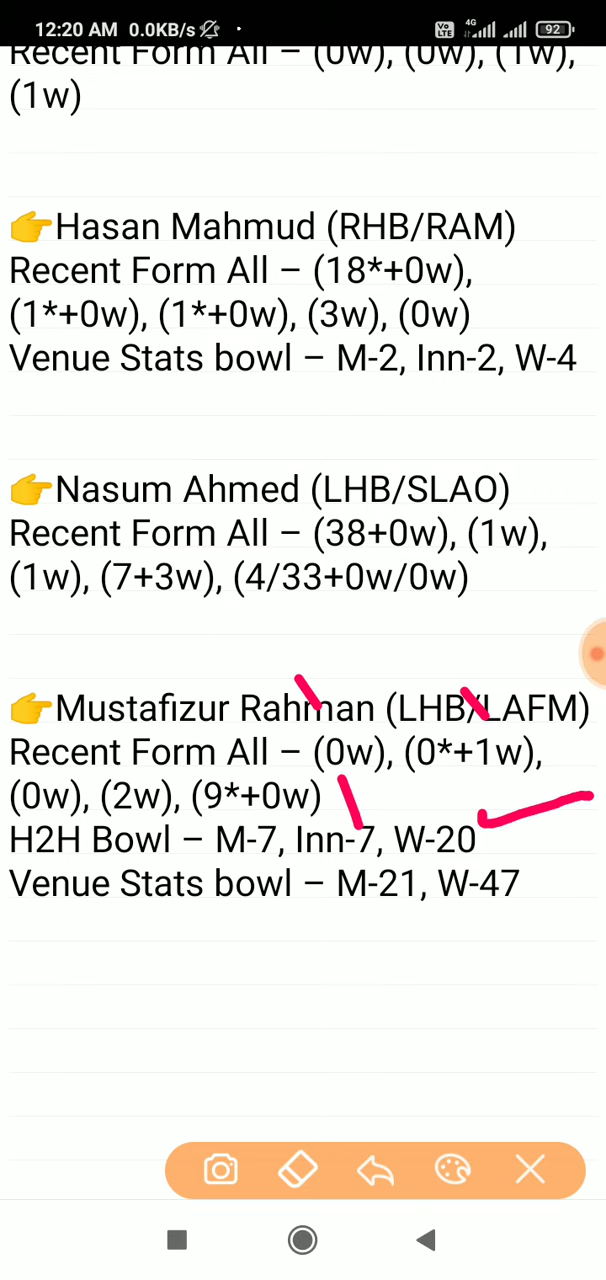 12:20 AM 0.0KB/s
Vo LTE 4G 92
Recent Form All – (0w), (0w), (1w),
(1w)
👉Hasan Mahmud (RHB/RAM)
Recent Form All – (18*+0w),
(1*+0w), (1*+0w), (3w), (0w)
Venue Stats bowl – M-2, Inn-2, W-4
👉Nasum Ahmed (LHB/SLAO)
Recent Form All – (38+0w), (1w),
(1w), (7+3w), (4/33+0w/0w)
👉Mustafizur Rahman (LHB/LAFM)
Recent Form All – (0w), (0*+1w),
(0w), (2w), (9*+0w)
H2H Bowl – M-7, Inn-7, W-20
Venue Stats bowl – M-21, W-47